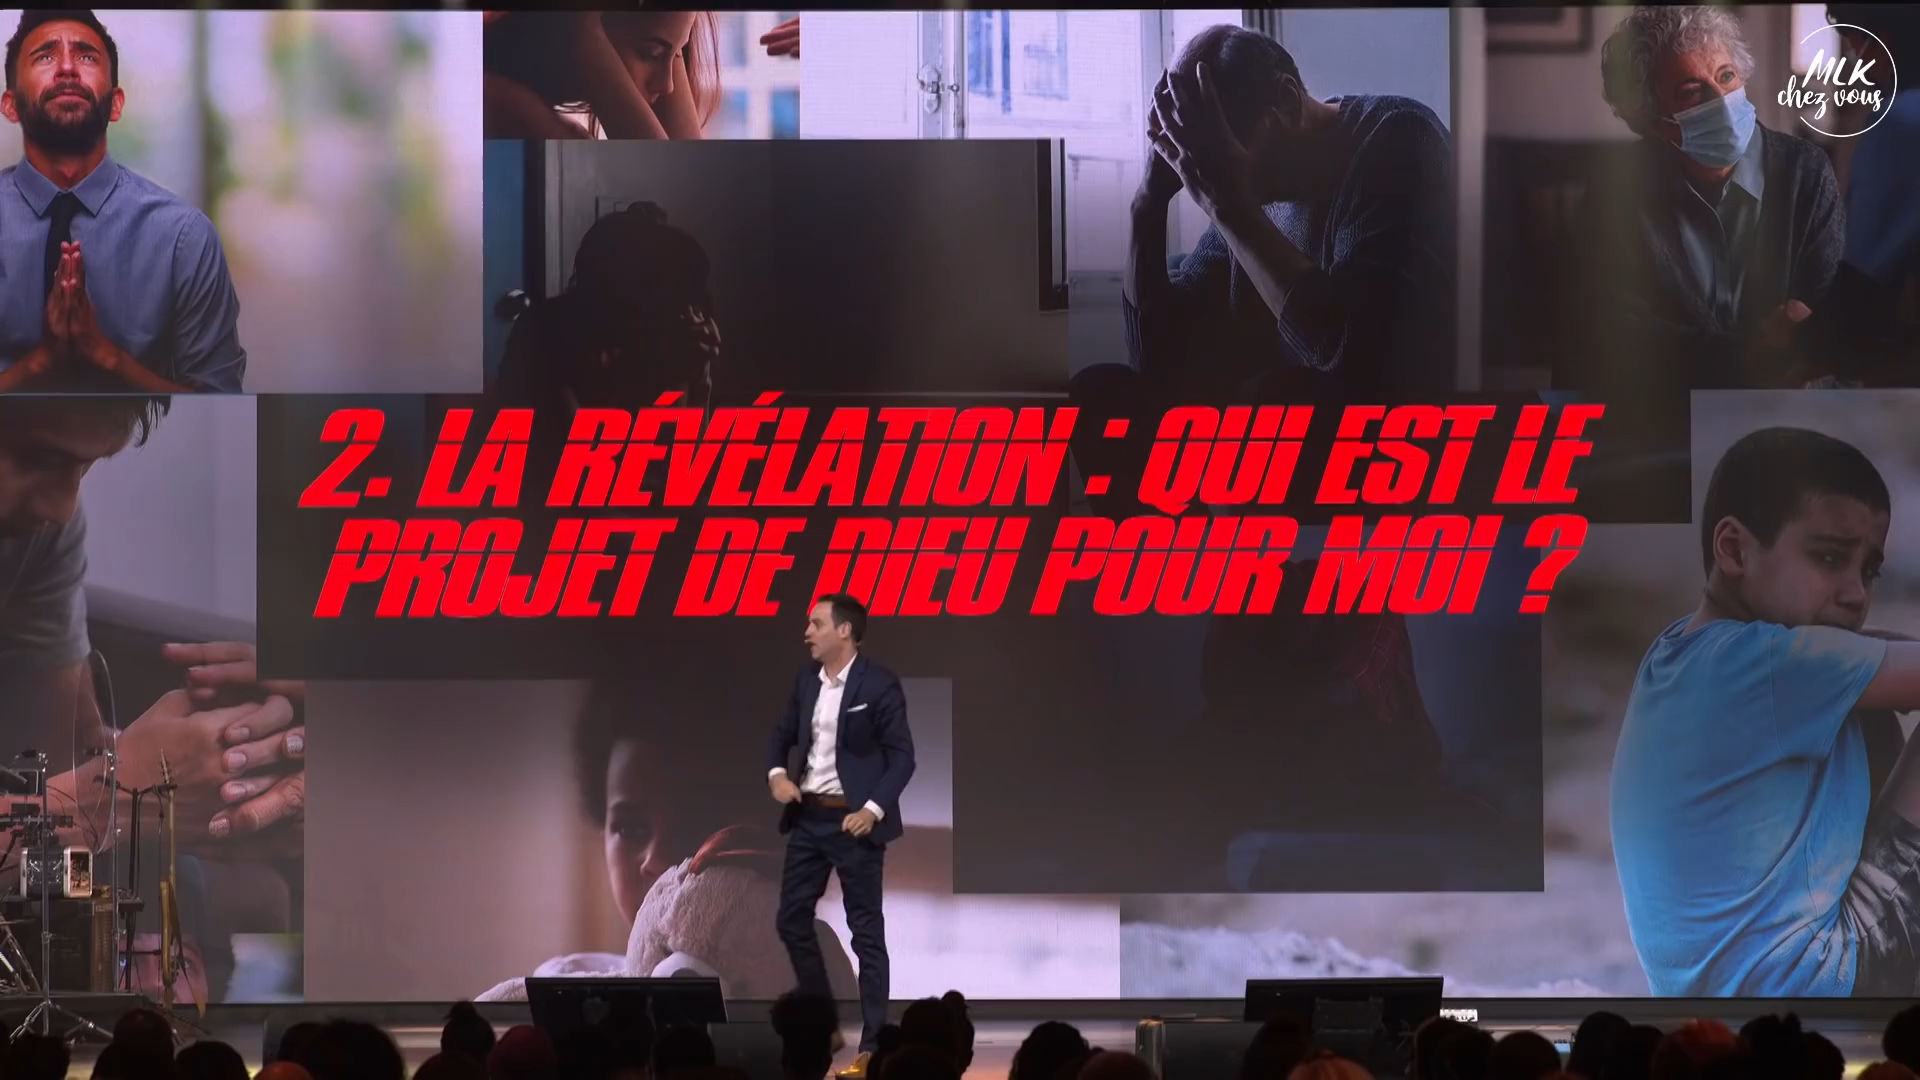 MLK
chez vous
2. LA RÉVÉLATION : QUI EST LE
PROJET DE DIEU POUR MOI ?